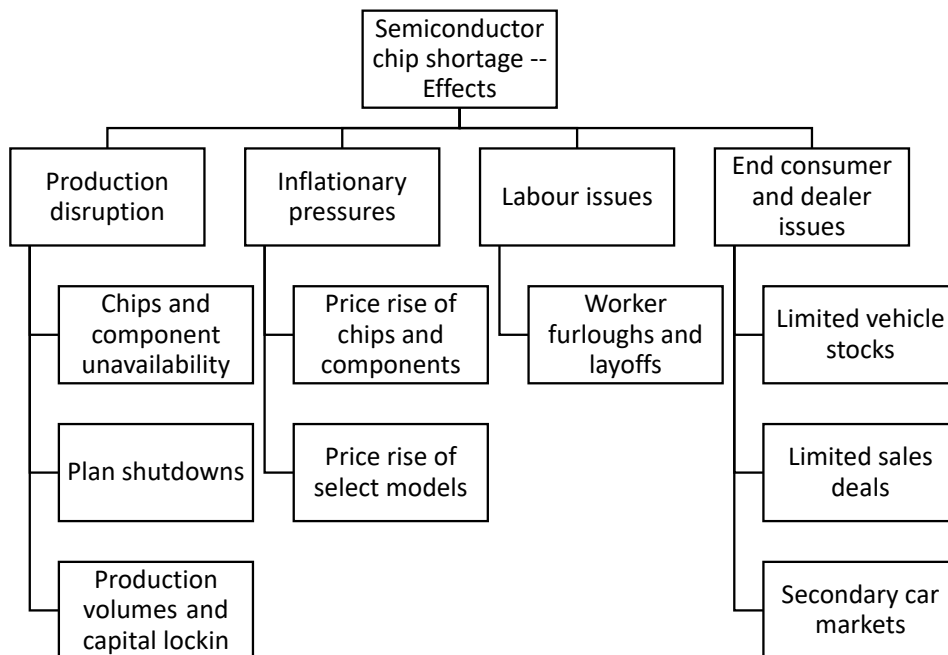 Semiconductor
chip shortage --
Effects
Production
disruption
Inflationary
pressures
Labour issues
End consumer
and dealer
issues
Chips and
component
unavailability
Price rise of
chips and
components
Worker
furloughs and
layoffs
Limited vehicle
stocks
Plan shutdowns
Price rise of
select models
Limited sales
deals
Production
volumes and
capital lockin
Secondary car
markets